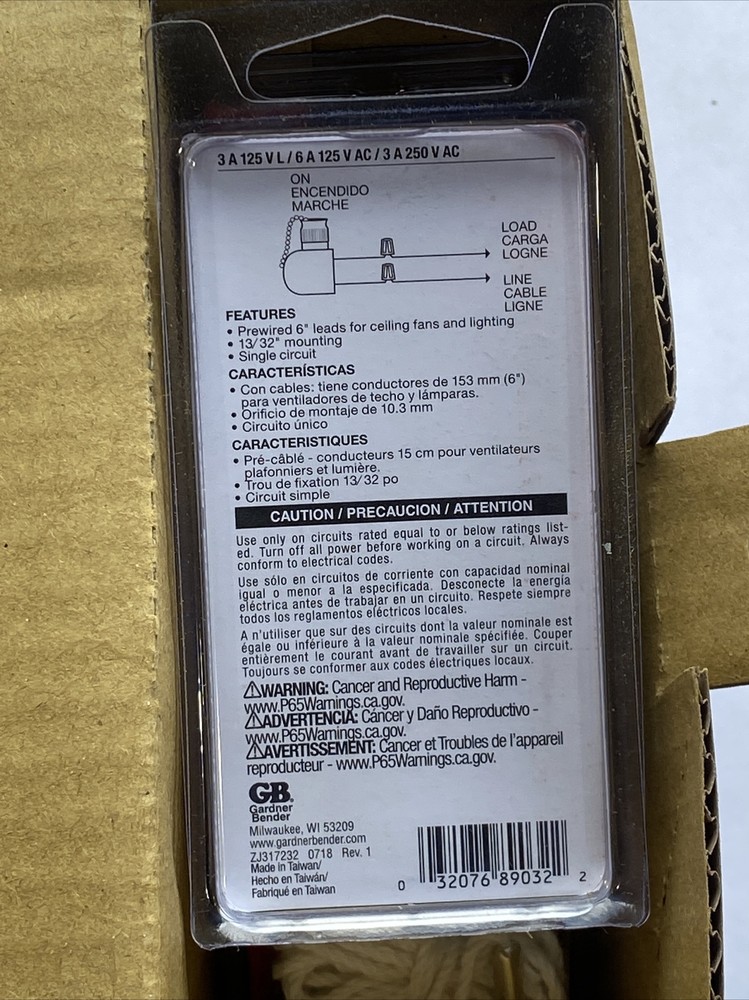 3 A 125 V L / 6 A 125 V AC / 3 A 250 V AC
ON
ENCENDIDO
MARCHE
LOAD
CARGA
LOGNE
LINE
CABLE
LIGNE
FEATURES
• Prewired 6" leads for ceiling fans and lighting
• 13/32" mounting
• Single circuit
CARACTERÍSTICAS
• Con cables: tiene conductores de 153 mm (6")
para ventiladores de techo y lámparas.
• Orificio de montaje de 10.3 mm
• Circuito único
CARACTERISTIQUES
• Pré-câblé - conducteurs 15 cm pour ventilateurs
plafonniers et lumière.
• Trou de fixation 13/32 po
• Circuit simple
CAUTION / PRECAUCION / ATTENTION
Use only on circuits rated equal to or below ratings list-
ed. Turn off all power before working on a circuit. Always
conform to electrical codes.
Use sólo en circuitos de corriente con capacidad nominal
igual o menor a la especificada. Desconecte la energía
eléctrica antes de trabajar en un circuito. Respete siempre
todos los reglamentos eléctricos locales.
A n'utiliser que sur des circuits dont la valeur nominale est
égale ou inférieure à la valeur nominale spécifiée. Couper
entièrement le courant avant de travailler sur un circuit.
Toujours se conformer aux codes électriques locaux.
⚠WARNING: Cancer and Reproductive Harm -
www.P65Warnings.ca.gov.
⚠ADVERTENCIA: Cáncer y Daño Reproductivo -
www.P65Warnings.ca.gov.
⚠AVERTISSEMENT: Cancer et Troubles de l'appareil
reproducteur - www.P65Warnings.ca.gov.
GB®
Gardner
Bender
Milwaukee, WI 53209
www.gardnerbender.com
ZJ317232 0718 Rev. 1
Made in Taiwan/
Hecho en Taiwán/
Fabriqué en Taiwan
0 32076 89032 2